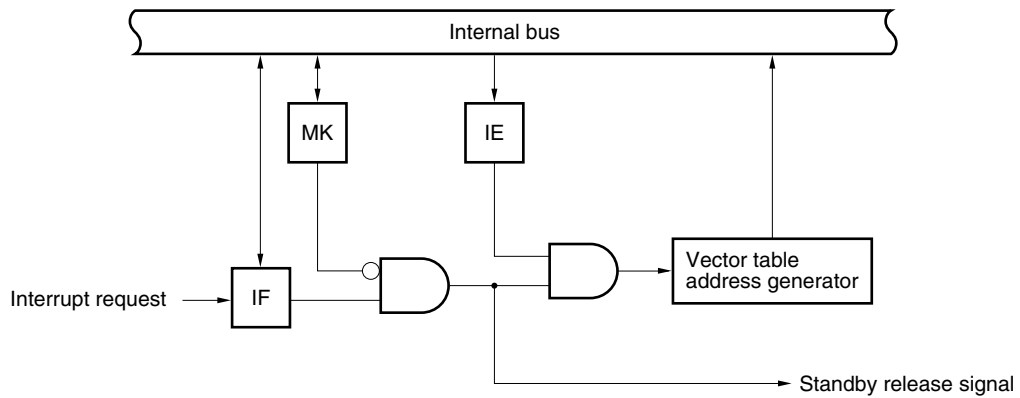 Internal bus
MK
IE
Vector table
address generator
Interrupt request
IF
Standby release signal